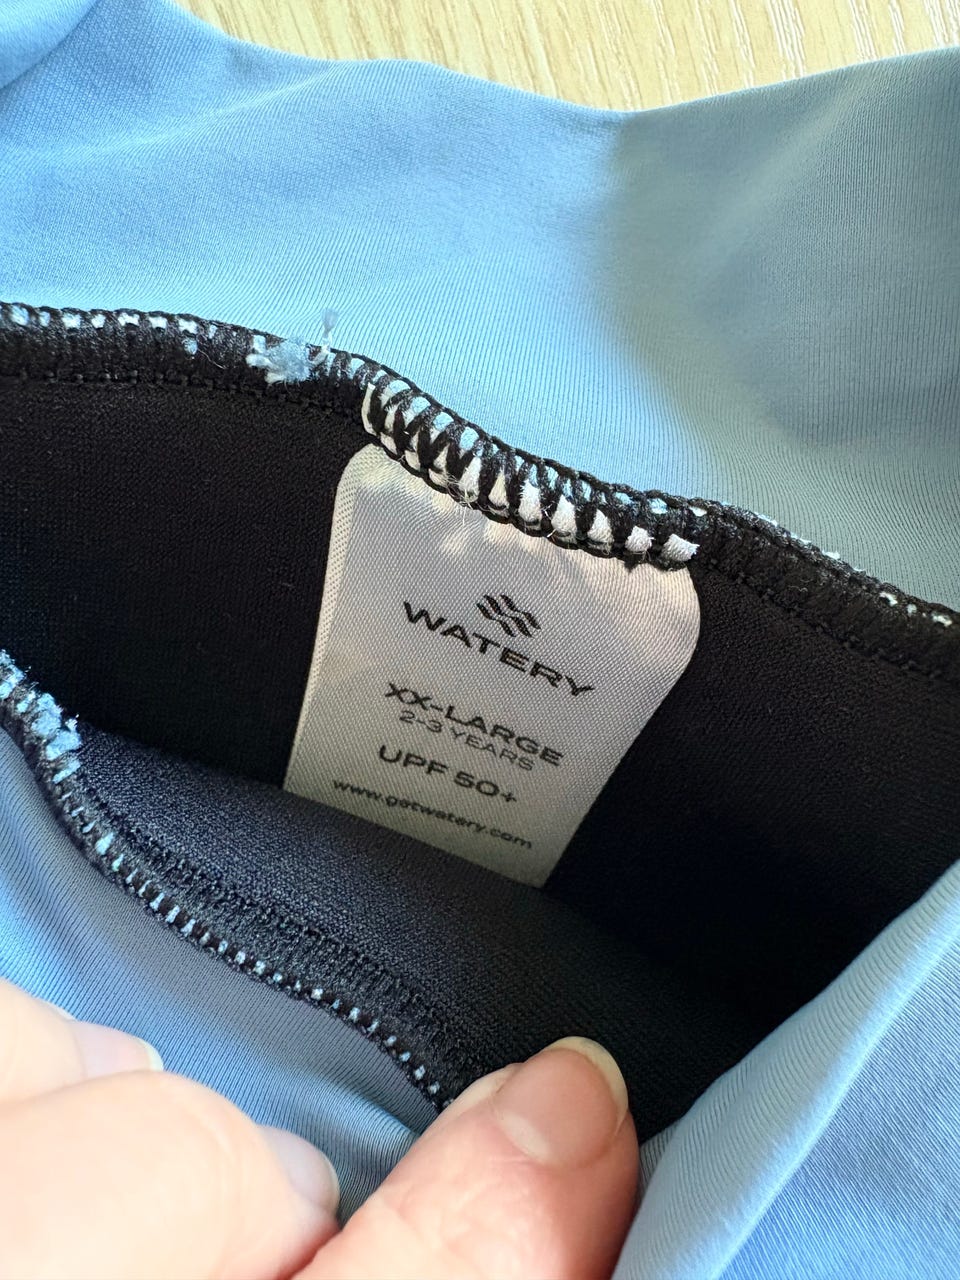 WATERY
XX-LARGE
2-3 YEARS
UPF 50+
www.getwatery.com